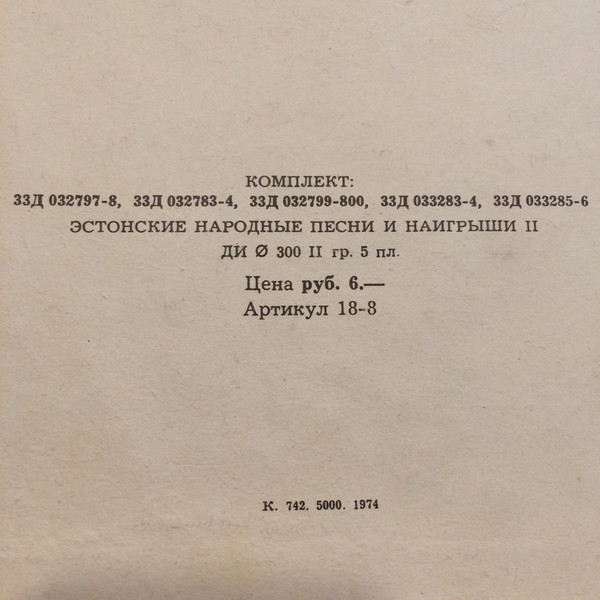 КОМПЛЕКТ:
33Д 032797-8, 33Д 032783-4, 33Д 032799-800, 33Д 033283-4, 33Д 033285-6
ЭСТОНСКИЕ НАРОДНЫЕ ПЕСНИ И НАИГРЫШИ II
ДИ Ø 300 II гр. 5 пл.
Цена руб. 6.—
Артикул 18-8
К. 742. 5000. 1974